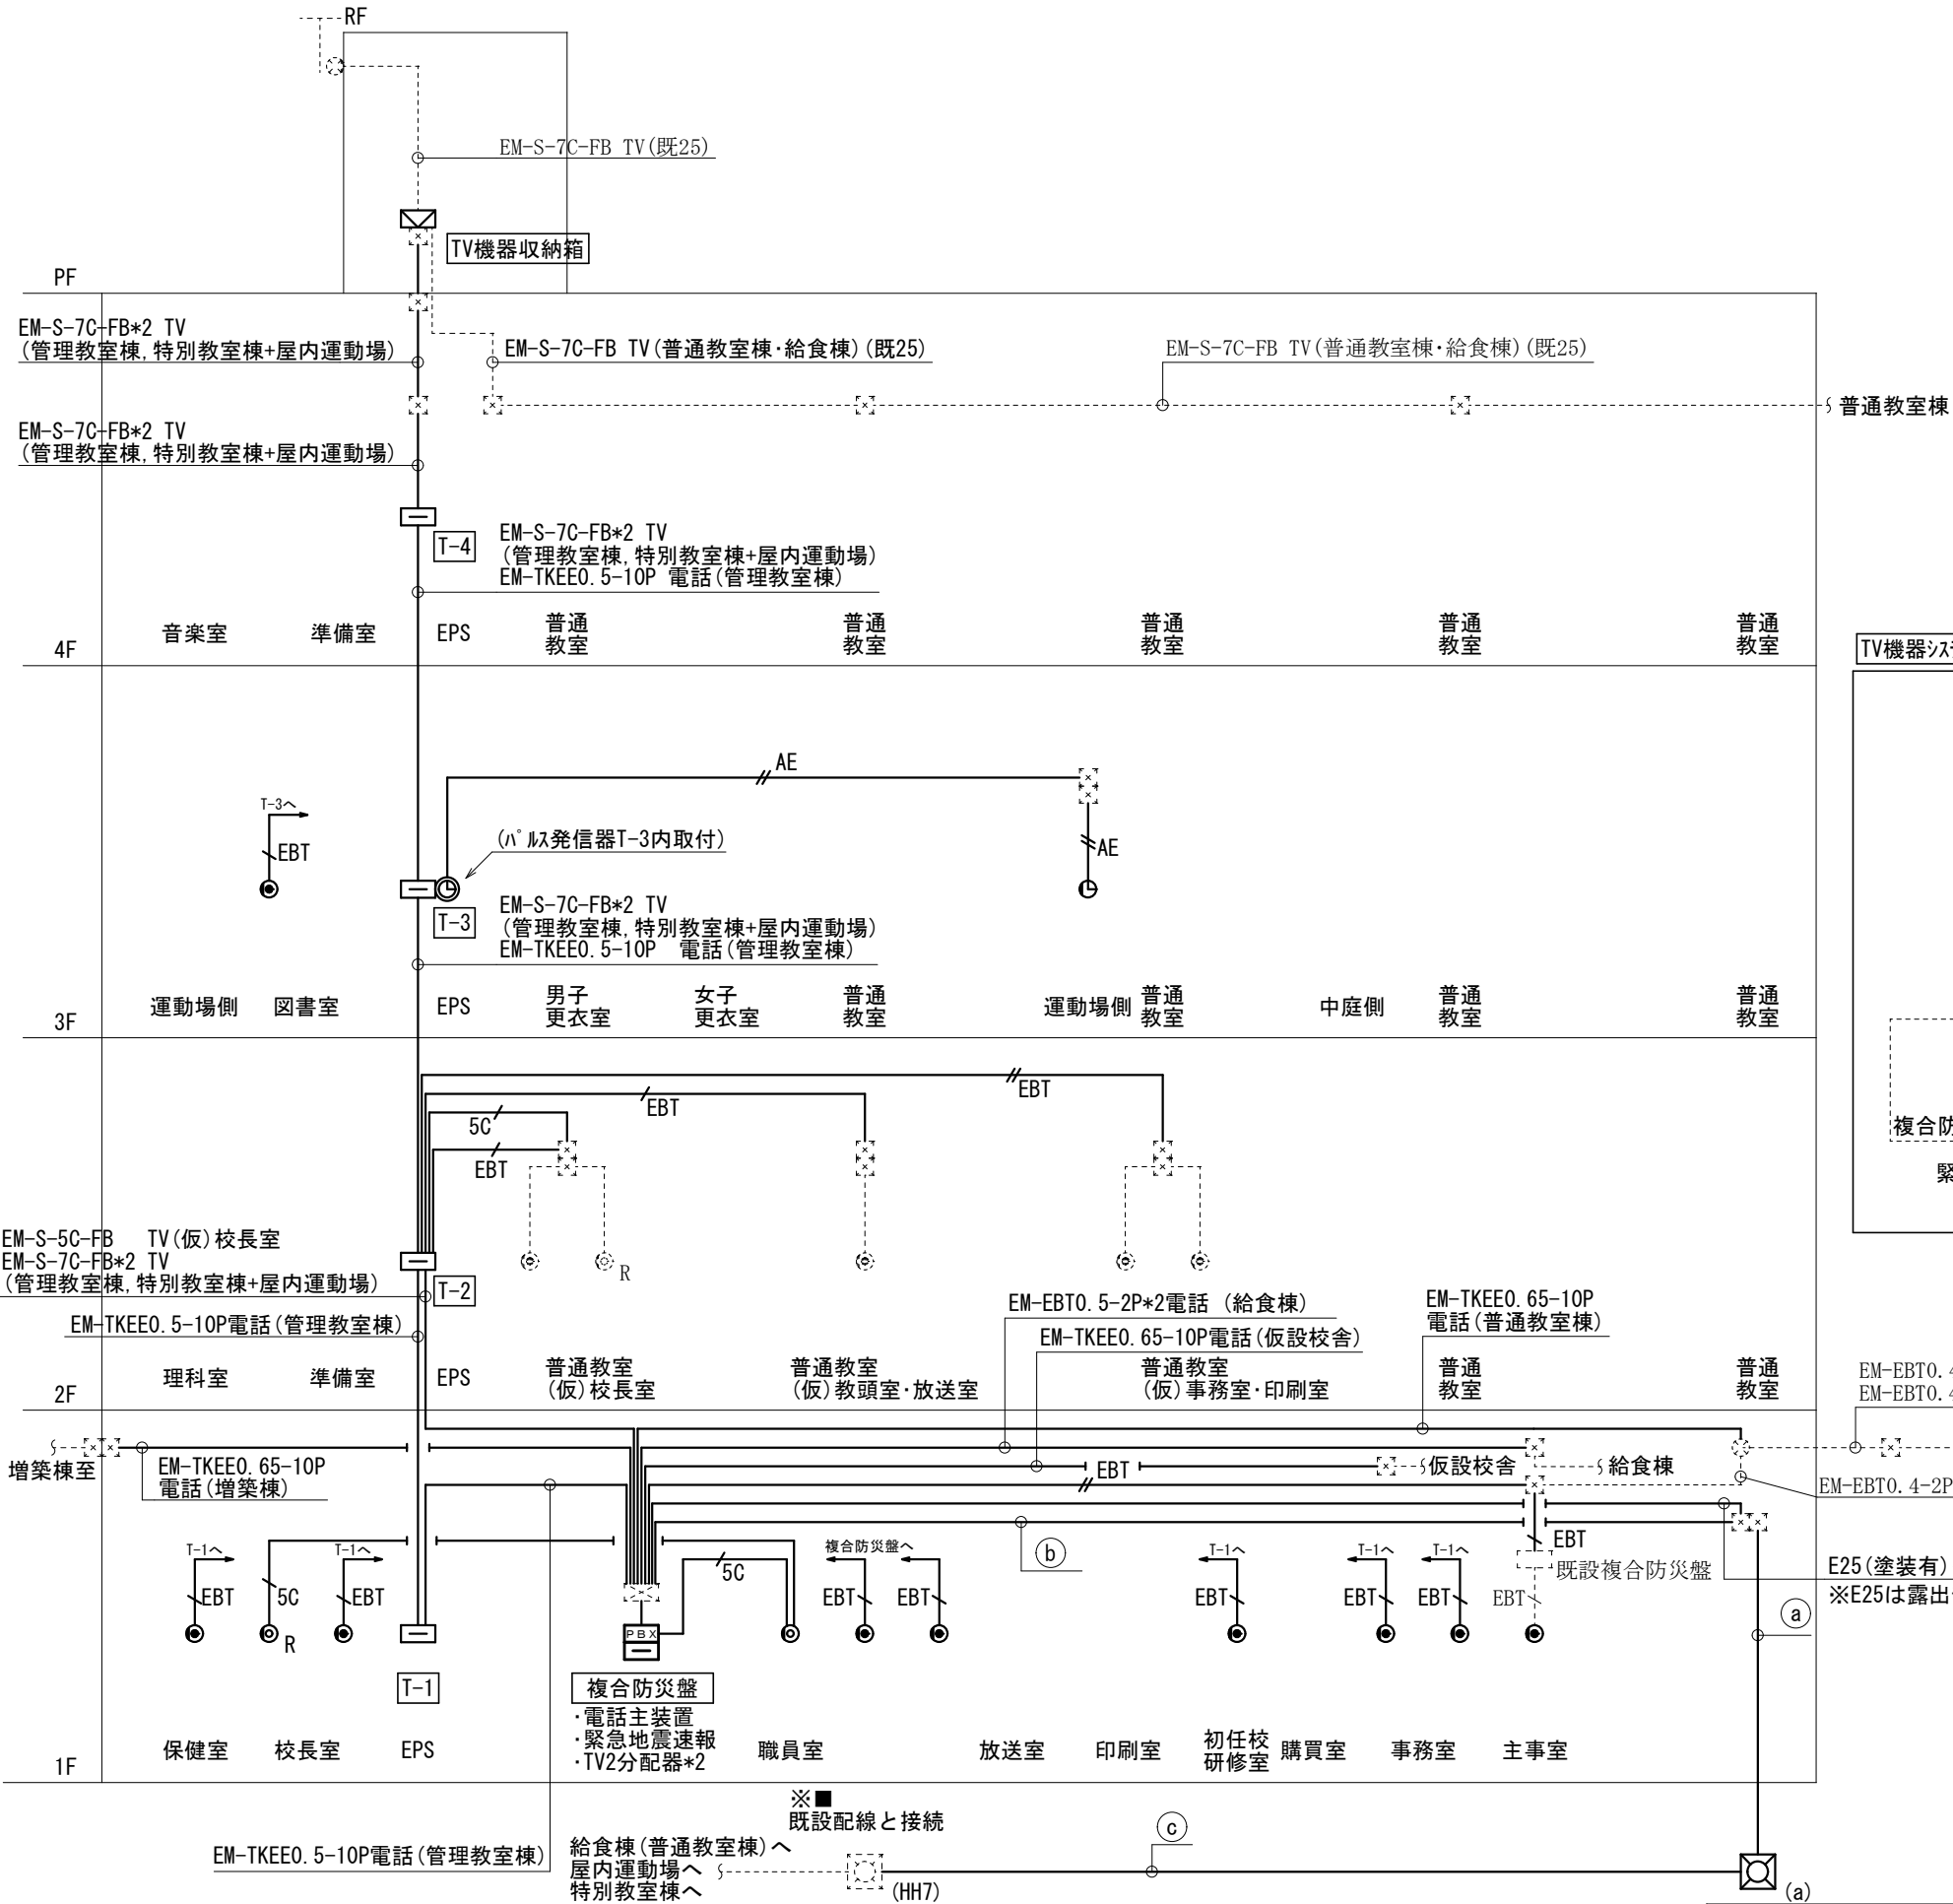 RF
EM-S-7C-FB TV(既25)
TV機器収納箱
PF
EM-S-7C-FB*2 TV
(管理教室棟,特別教室棟+屋内運動場)
EM-S-7C-FB TV(普通教室棟・給食棟)(既25)
EM-S-7C-FB TV(普通教室棟・給食棟)(既25)
普通教室棟
EM-S-7C-FB*2 TV
(管理教室棟,特別教室棟+屋内運動場)
T-4
EM-S-7C-FB*2 TV
(管理教室棟,特別教室棟+屋内運動場)
EM-TKEE0.5-10P 電話(管理教室棟)
音楽室
準備室
EPS
普通
教室
普通
教室
普通
教室
普通
教室
普通
教室
4F
TV機器ｼｽﾃ
AE
T-3へ
EBT
(ﾊﾟﾙｽ発信器T-3内取付)
AE
T-3
EM-S-7C-FB*2 TV
(管理教室棟,特別教室棟+屋内運動場)
EM-TKEE0.5-10P 電話(管理教室棟)
運動場側
図書室
EPS
男子
更衣室
女子
更衣室
普通
教室
運動場側
普通
教室
中庭側
普通
教室
普通
教室
3F
EBT
EBT
5C
EBT
複合防
緊
R
EM-S-5C-FB TV(仮)校長室
EM-S-7C-FB*2 TV
(管理教室棟,特別教室棟+屋内運動場)
T-2
EM-TKEE0.5-10P電話(管理教室棟)
EM-EBT0.5-2P*2電話 (給食棟)
EM-TKEE0.65-10P電話(仮設校舎)
EM-TKEE0.65-10P
電話(普通教室棟)
理科室
準備室
EPS
普通教室
(仮)校長室
普通教室
(仮)教頭室・放送室
普通教室
(仮)事務室・印刷室
普通
教室
普通
教室
2F
EM-EBT0.4
EM-EBT0.4
増築棟至
EM-TKEE0.65-10P
電話(増築棟)
EBT
仮設校舎
給食棟
EM-EBT0.4-2P
T-1へ
EBT
5C
R
T-1へ
EBT
5C
複合防災盤へ
EBT
EBT
b
T-1へ
EBT
T-1へ
EBT
T-1へ
EBT
EBT
既設複合防災盤
EBT
E25(塗装有)
※E25は露出
a
PBX
T-1
複合防災盤
・電話主装置
・緊急地震速報
・TV2分配器*2
保健室
校長室
EPS
職員室
放送室
印刷室
初任校
研修室
購買室
事務室
主事室
1F
※■
既設配線と接続
EM-TKEE0.5-10P電話(管理教室棟)
給食棟(普通教室棟)へ
屋内運動場へ
特別教室棟へ
(HH7)
c
(a)